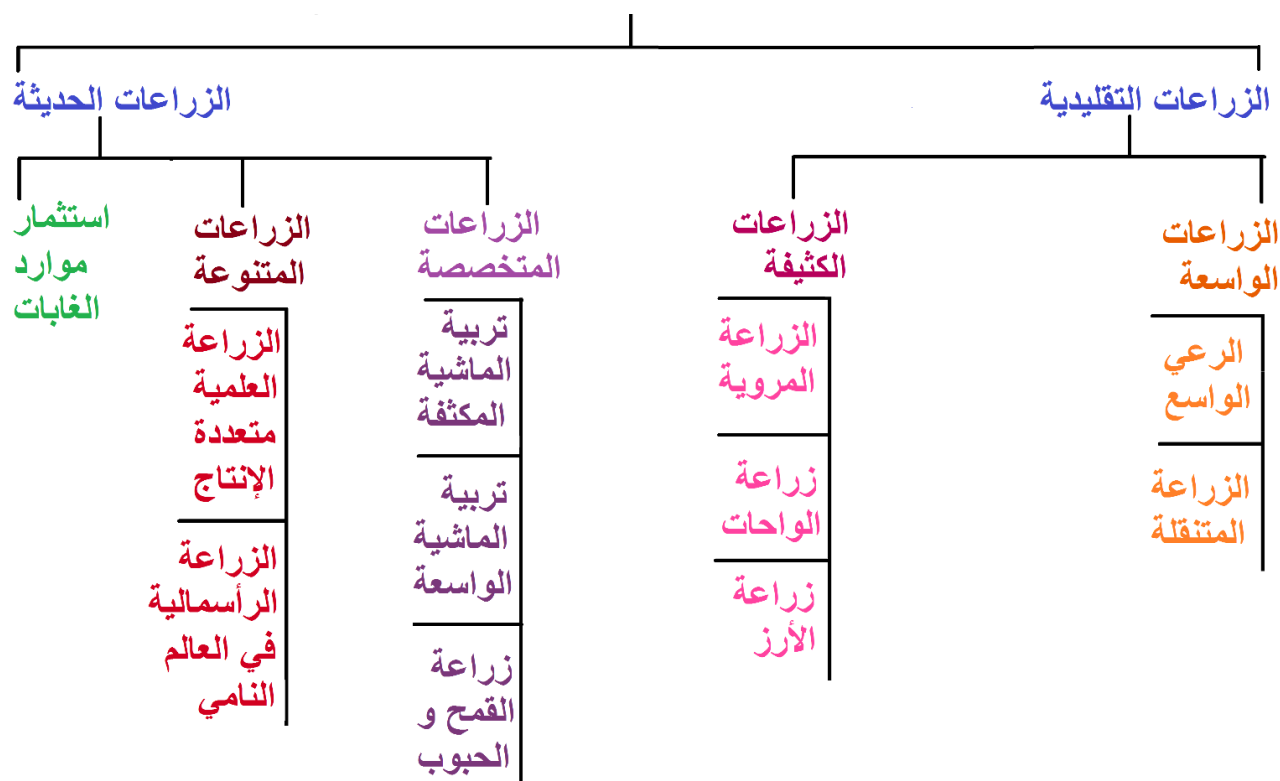 الزراعات التقليدية
الزراعات الحديثة
الزراعات
الواسعة
الرعي
الواسع
الزراعة
المتنقلة
الزراعات
الكثيفة
الزراعة
المروية
زراعة
الواحات
زراعة
الأرز
الزراعات
المتخصصة
تربية
الماشية
المكثفة
تربية
الماشية
الواسعة
زراعة
القمح و
الحبوب
الزراعات
المتنوعة
الزراعة
العلمية
متعددة
الإنتاج
الزراعة
الرأسمالية
في العالم
النامي
استثمار
موارد
الغابات